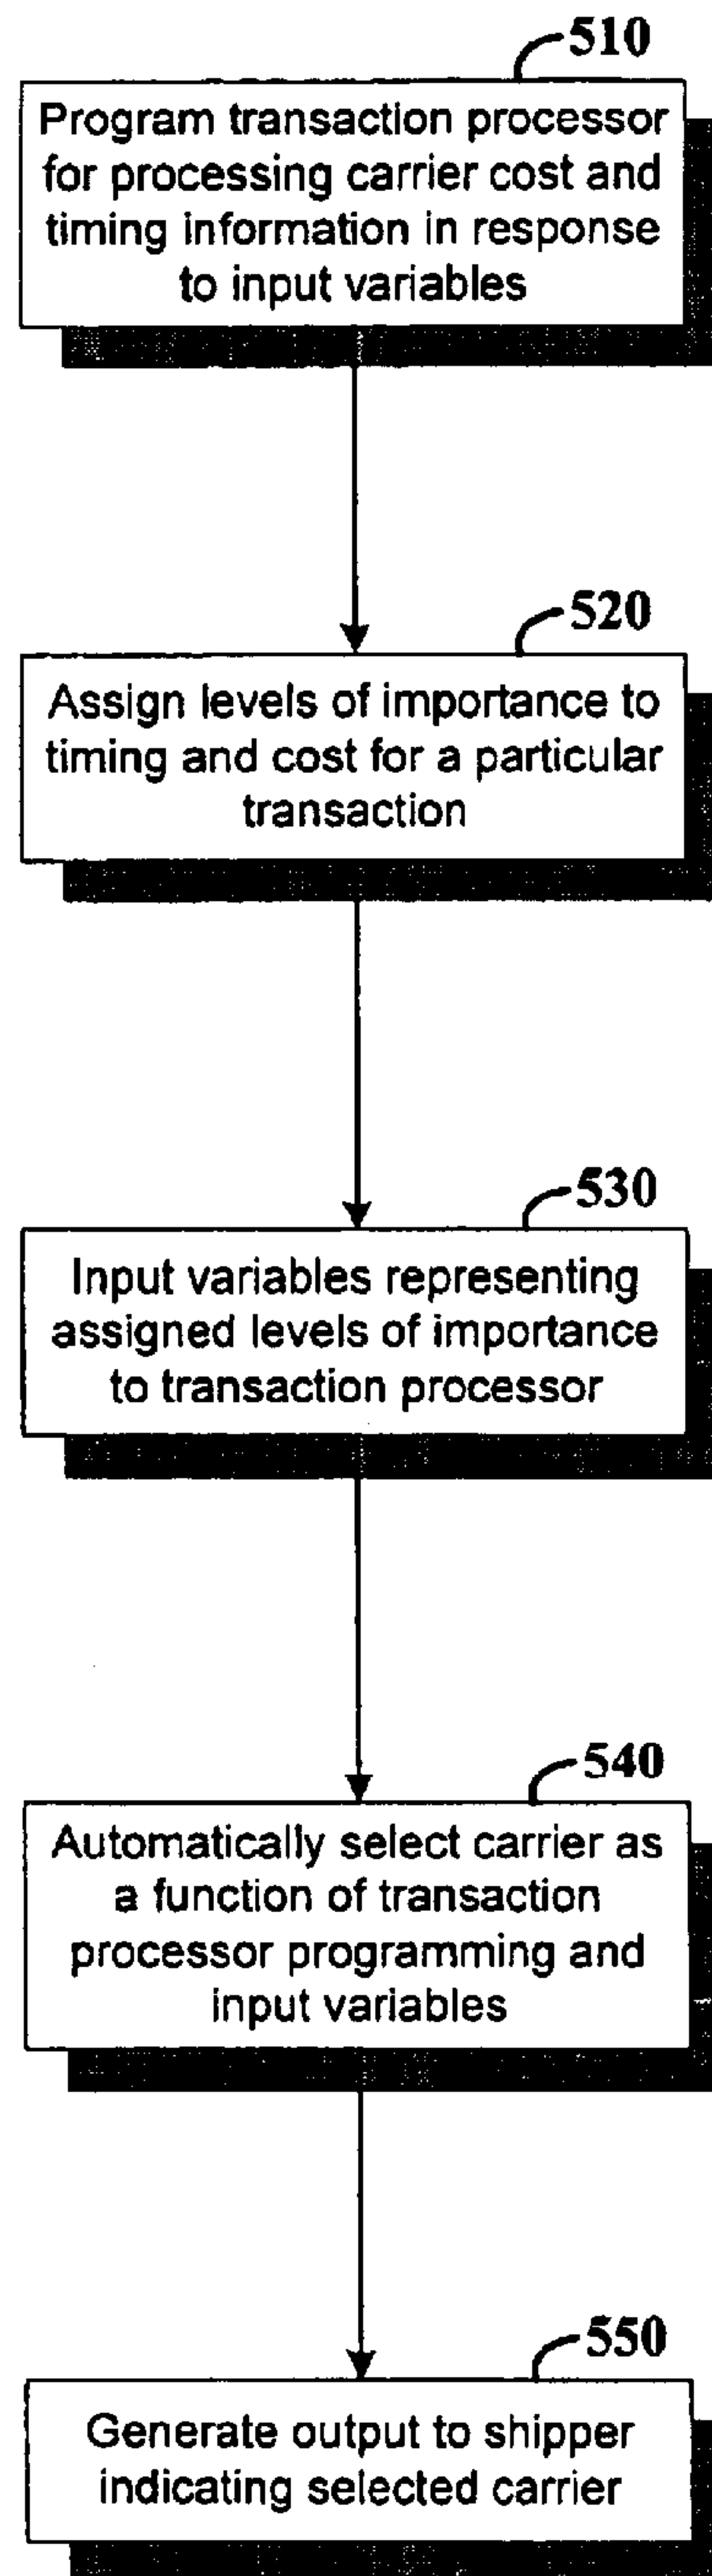 510
Program transaction processor
for processing carrier cost and
timing information in response
to input variables
520
Assign levels of importance to
timing and cost for a particular
transaction
530
Input variables representing
assigned levels of importance
to transaction processor
540
Automatically select carrier as
a function of transaction
processor programming and
input variables
550
Generate output to shipper
indicating selected carrier